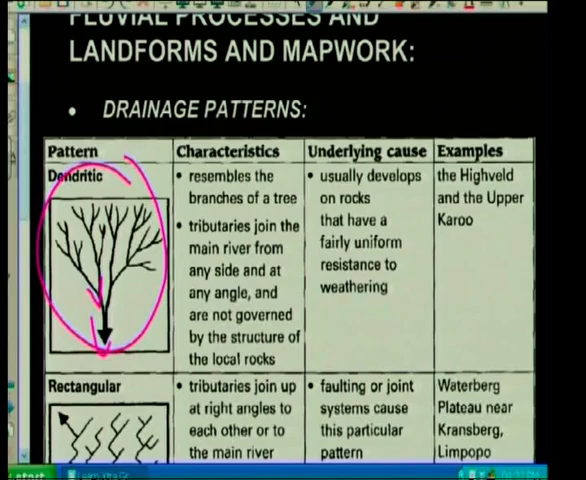 FLUVIAL PROCESSES AND
LANDFORMS AND MAPWORK:
• DRAINAGE PATTERNS:
Pattern
Characteristics
Underlying cause
Examples
Dendritic
• resembles the
branches of a tree
• tributaries join the
main river from
any side and at
any angle, and
are not governed
by the structure of
the local rocks
• usually develops
on rocks
that have a
fairly uniform
resistance to
weathering
the Highveld
and the Upper
Karoo
Rectangular
• tributaries join up
at right angles to
each other or to
the main river
• faulting or joint
systems cause
this particular
pattern
Waterberg
Plateau near
Kransberg,
Limpopo
start